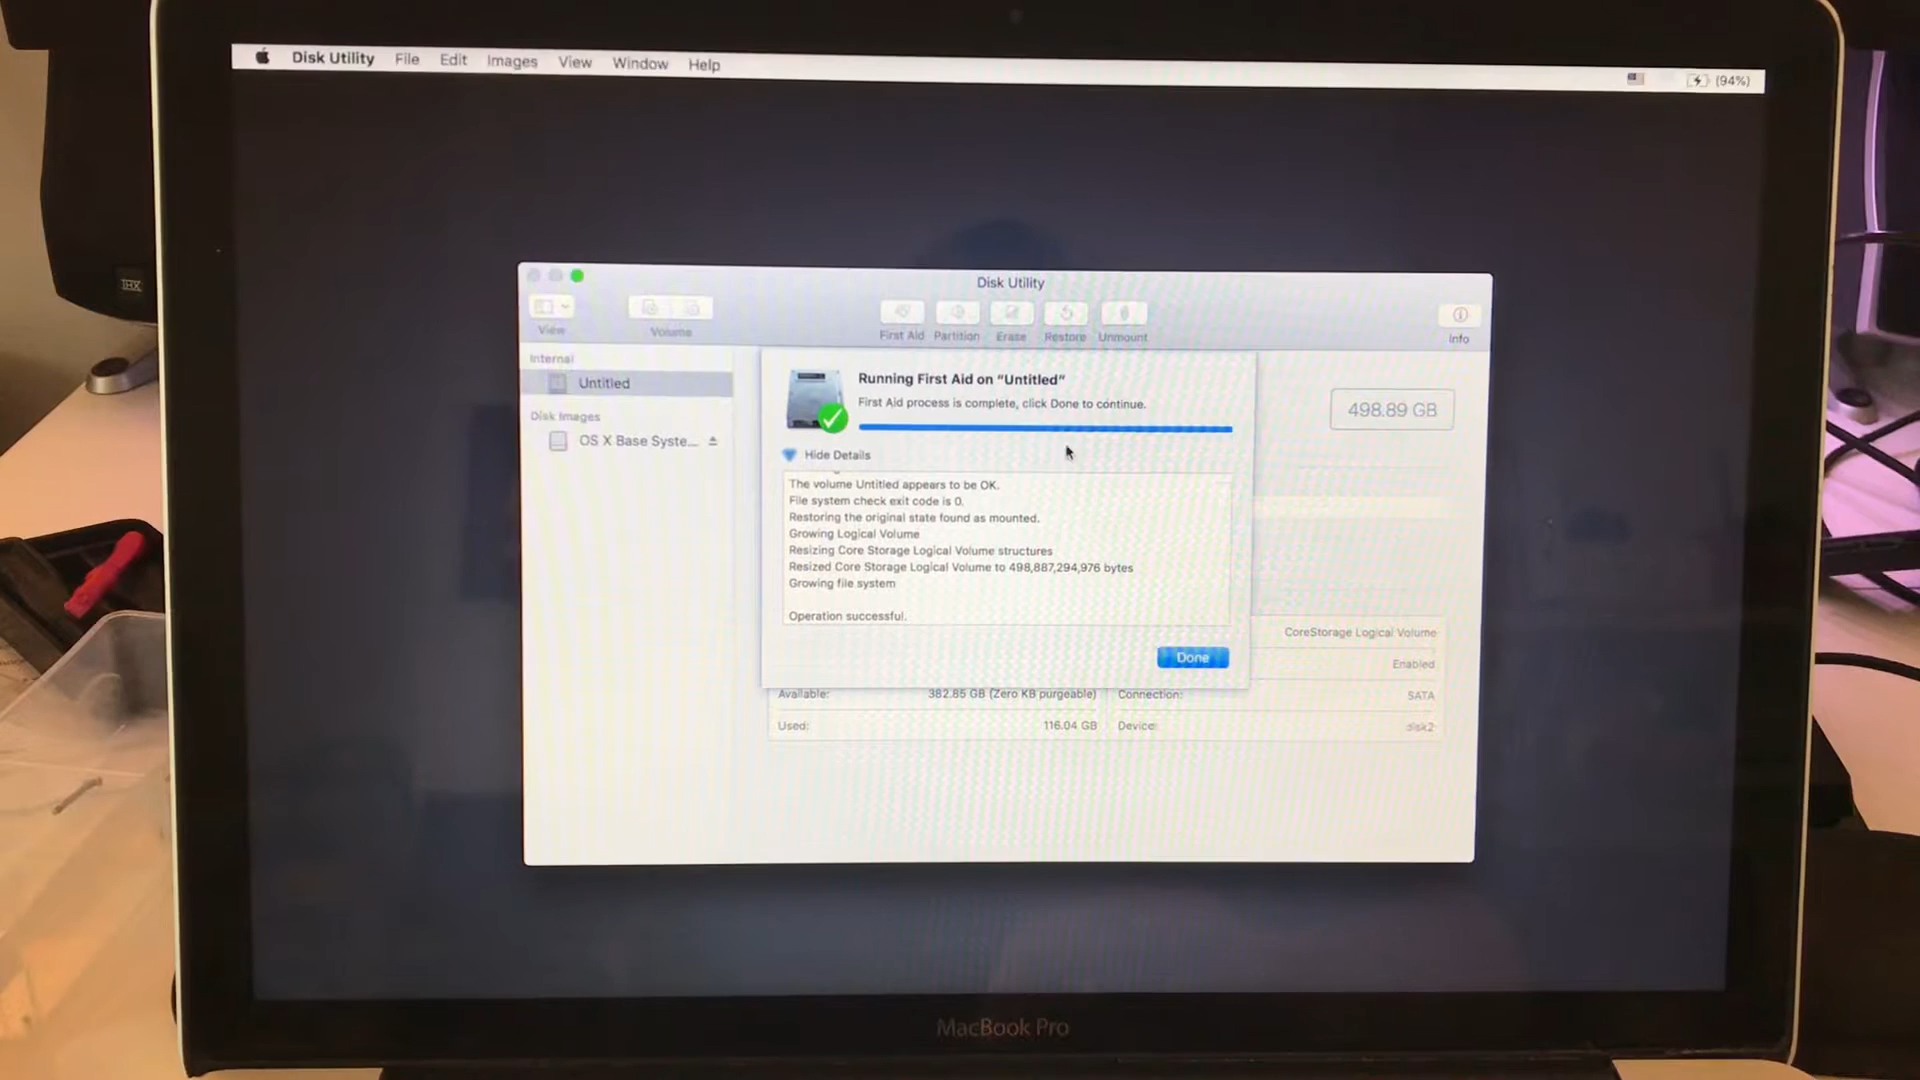 Disk Utility File Edit Images View Window Help (94%)
Disk Utility
View Volume First Aid Partition Erase Restore Unmount Info
Internal
Untitled
Disk Images
OS X Base Syste...
Running First Aid on "Untitled"
First Aid process is complete, click Done to continue.
498.89 GB
Hide Details
The volume Untitled appears to be OK.
File system check exit code is 0.
Restoring the original state found as mounted.
Growing Logical Volume
Resizing Core Storage Logical Volume structures
Resized Core Storage Logical Volume to 498,887,294,976 bytes
Growing file system
Operation successful.
Done
CoreStorage Logical Volume
Enabled
Available: 382.85 GB (Zero KB purgeable) Connection: SATA
Used: 116.04 GB Device: disk2
MacBook Pro